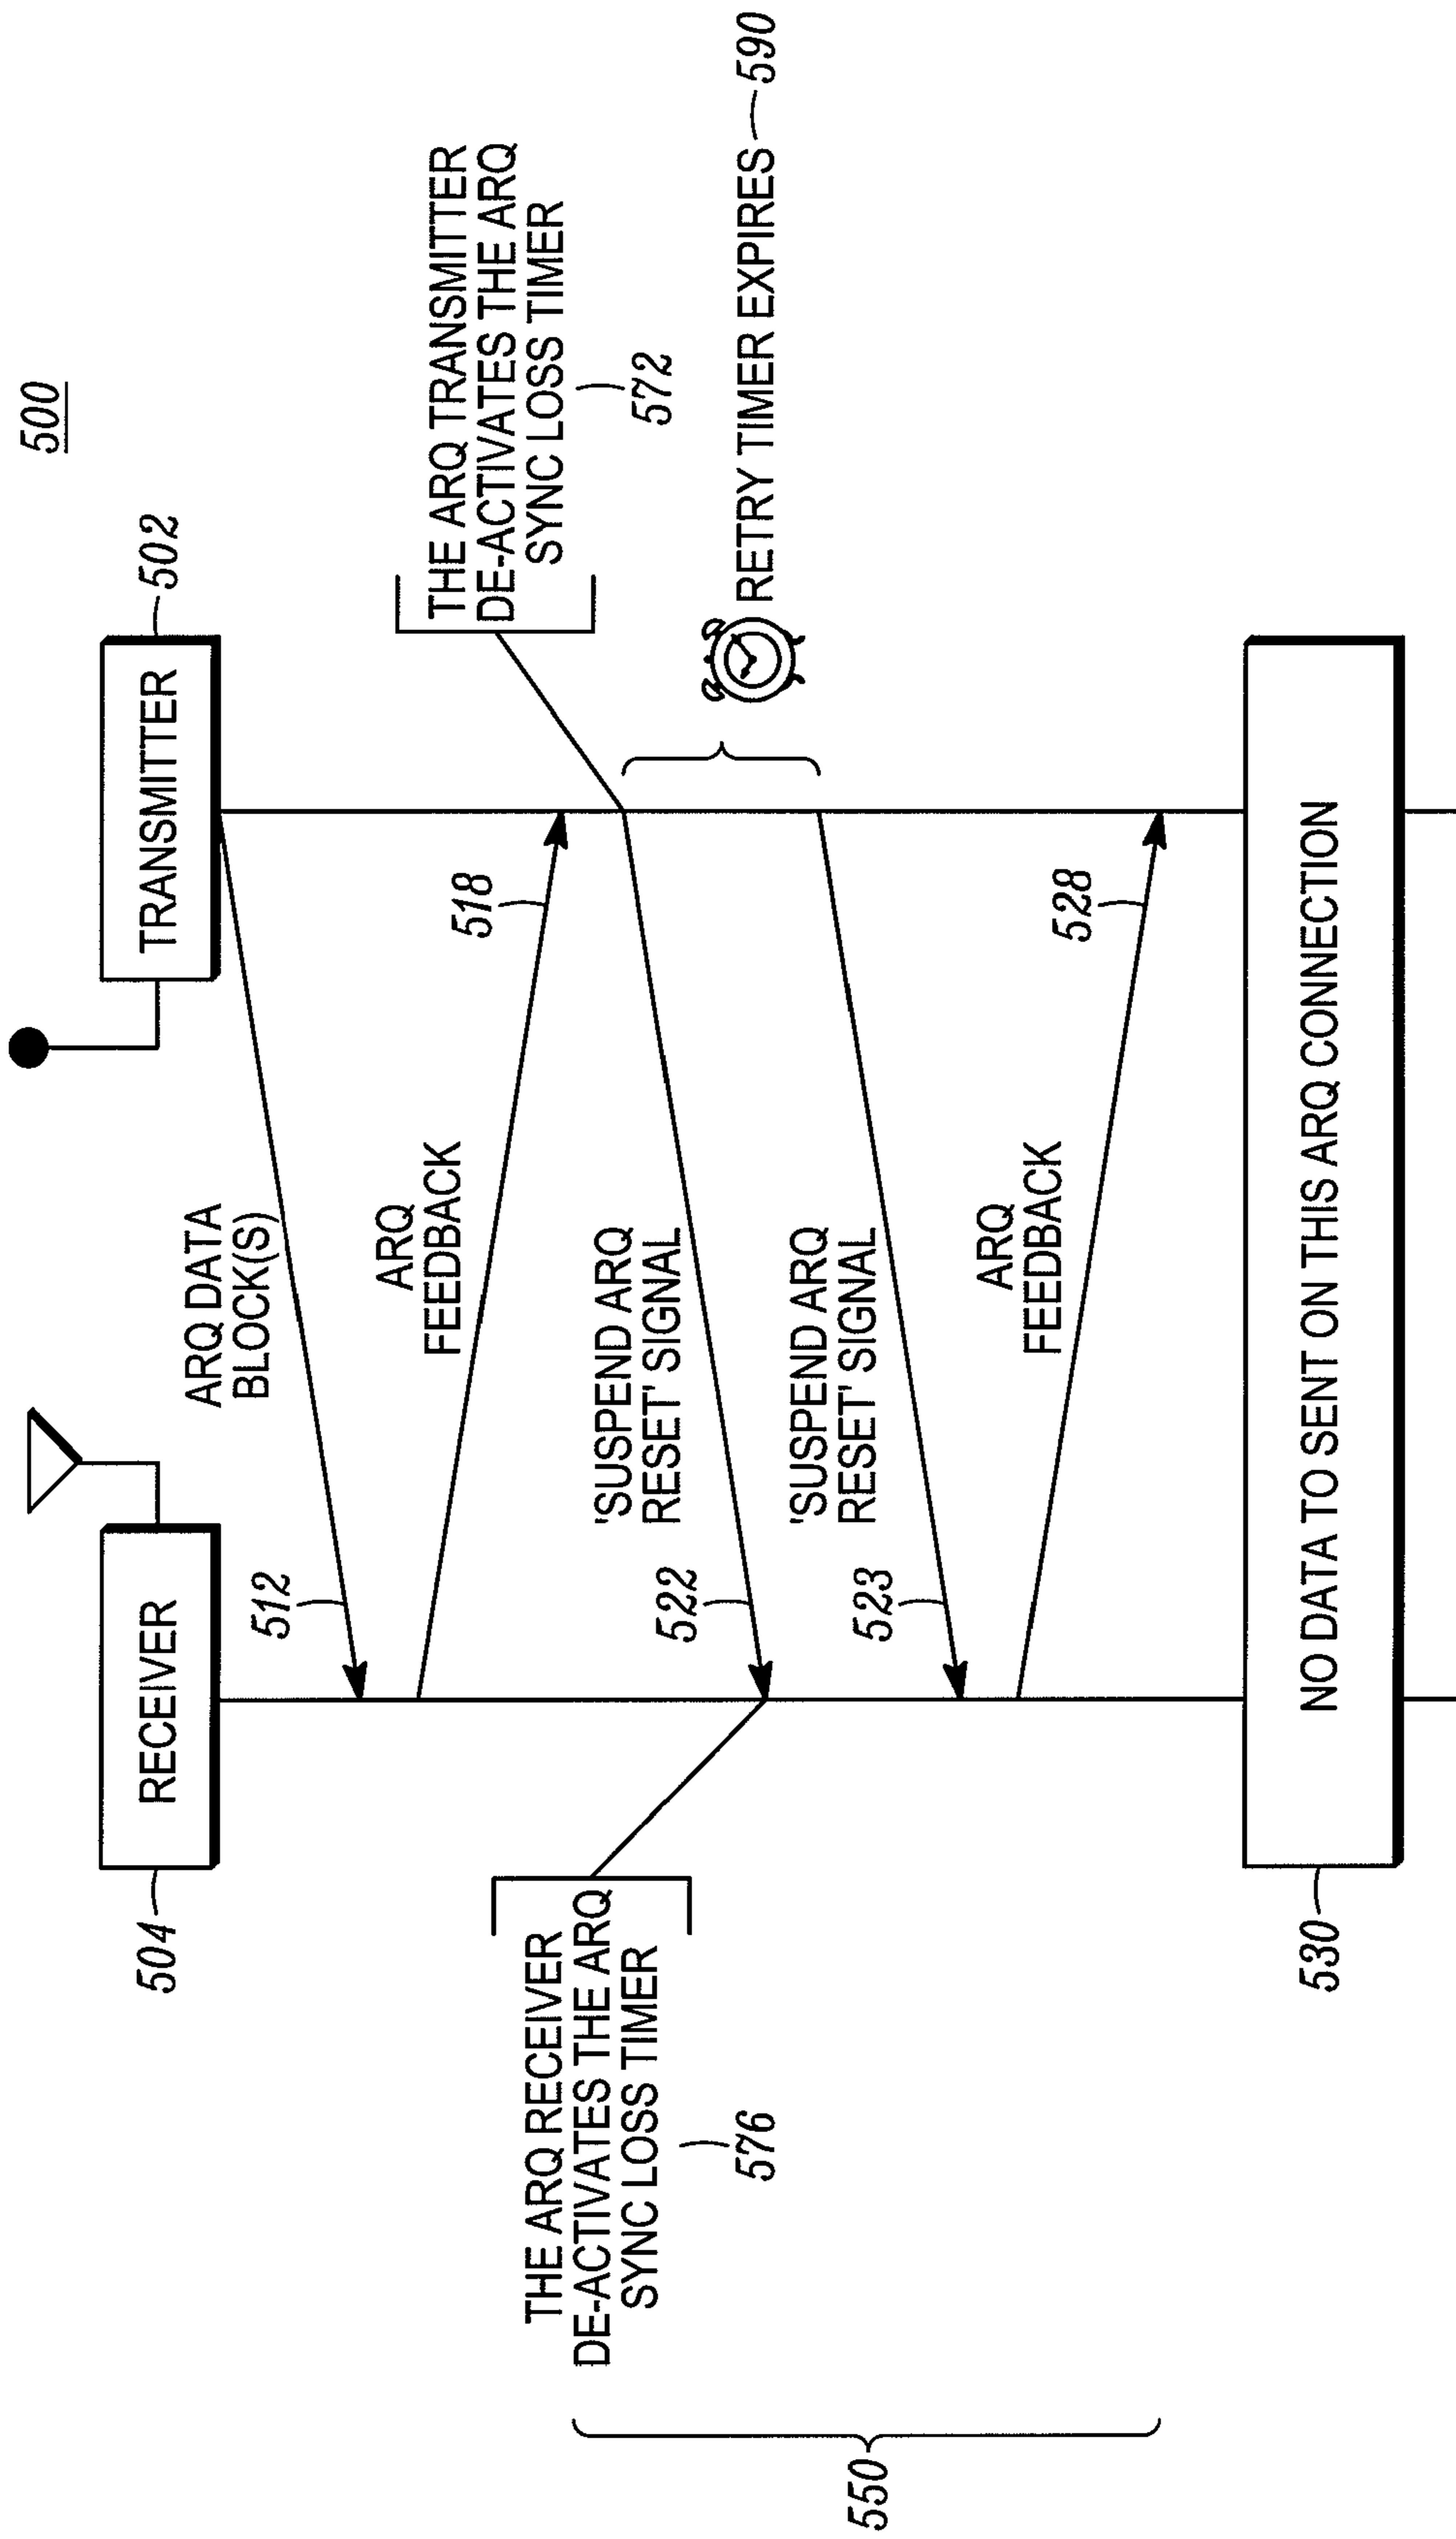 500
RECEIVER
504
TRANSMITTER
502
ARQ DATA
BLOCK(S)
512
ARQ
FEEDBACK
518
THE ARQ TRANSMITTER
DE-ACTIVATES THE ARQ
SYNC LOSS TIMER
572
THE ARQ RECEIVER
DE-ACTIVATES THE ARQ
SYNC LOSS TIMER
576
'SUSPEND ARQ
RESET' SIGNAL
522
RETRY TIMER EXPIRES
590
'SUSPEND ARQ
RESET' SIGNAL
523
550
ARQ
FEEDBACK
528
NO DATA TO SENT ON THIS ARQ CONNECTION
530